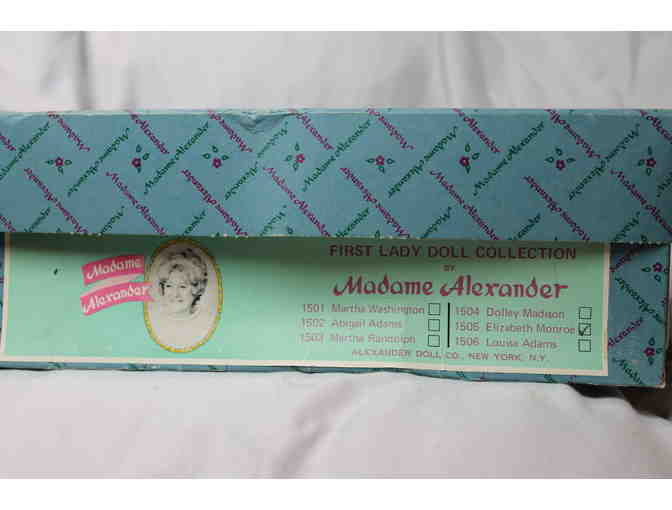 Madame Alexander
FIRST LADY DOLL COLLECTION
BY
Madame Alexander
Madame
Alexander
1501 Martha Washington
1502 Abigail Adams
1503 Martha Randolph
1504 Dolley Madison
1505 Elizabeth Monroe ✓
1506 Louisa Adams
ALEXANDER DOLL CO., NEW YORK, N.Y.